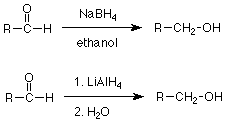 O
R-C-H
NaBH4
ethanol
R-CH2-OH
O
R-C-H
1. LiAlH4
2. H2O
R-CH2-OH